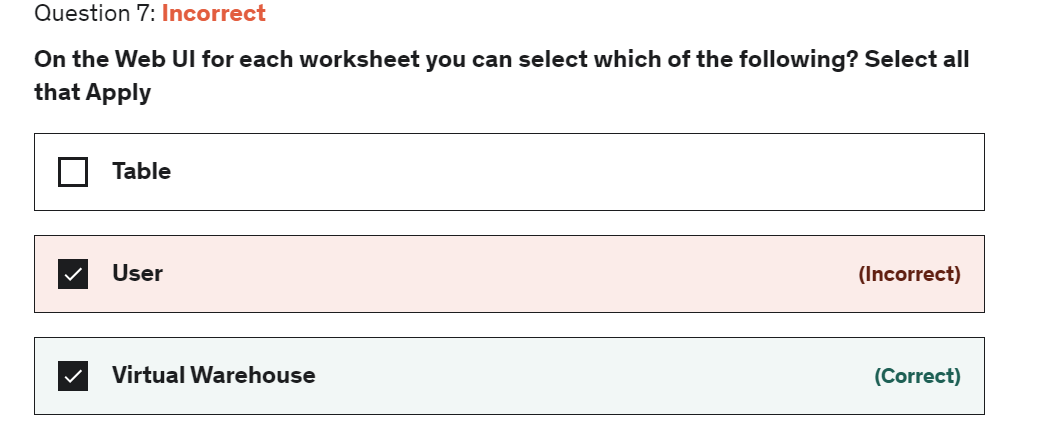 Question 7: Incorrect
On the Web UI for each worksheet you can select which of the following? Select all
that Apply
Table
User (Incorrect)
Virtual Warehouse (Correct)